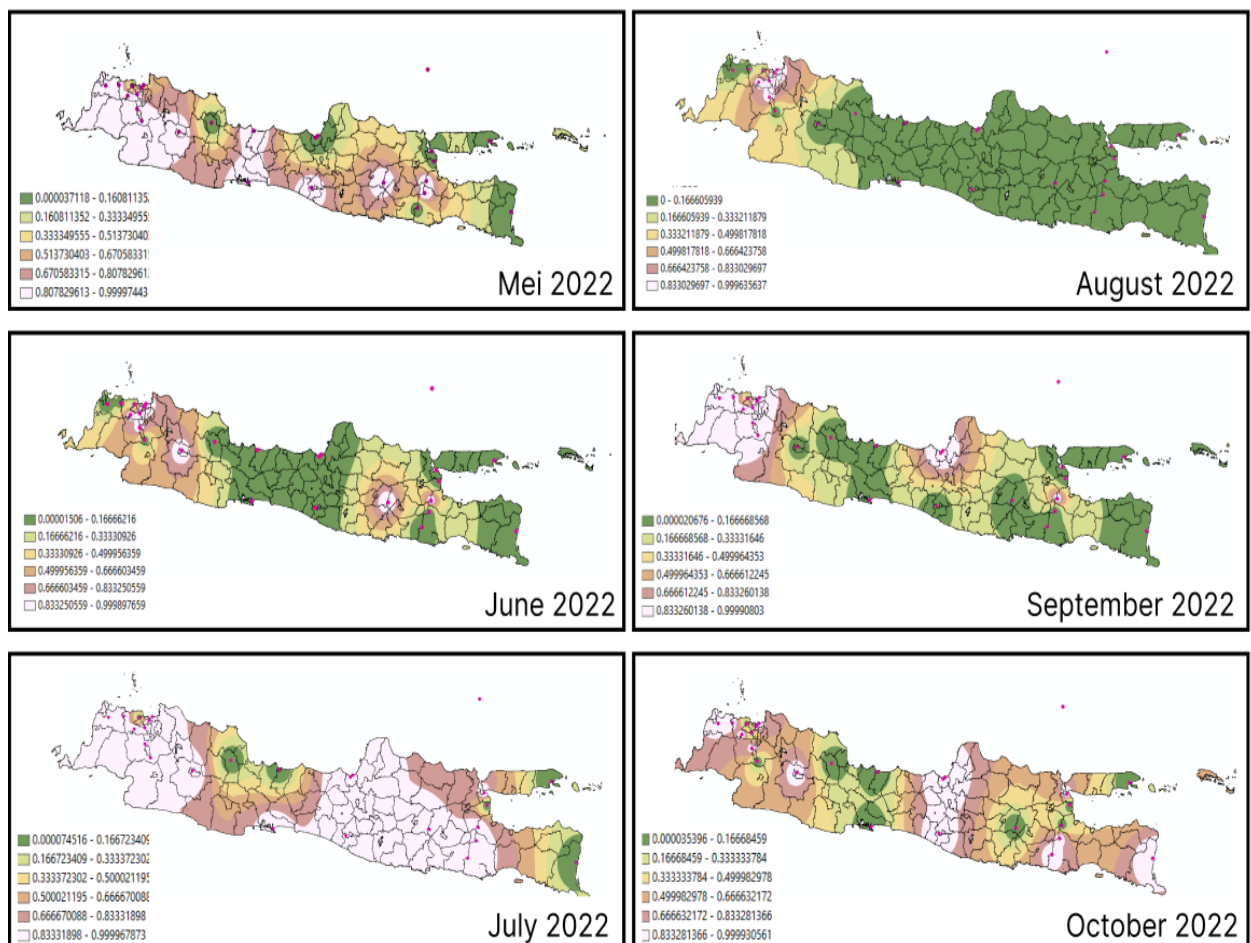 0.000037118 - 0.16081135
0.160811352 - 0.33334955
0.333349555 - 0.51373040
0.513730403 - 0.67058331
0.670583315 - 0.80782961
0.807829613 - 0.99997443
Mei 2022
0 - 0.166605939
0.166605939 - 0.333211879
0.333211879 - 0.499817818
0.499817818 - 0.666423758
0.666423758 - 0.833029697
0.833029697 - 0.999635637
August 2022
0.00001506 - 0.16666216
0.16666216 - 0.33330926
0.33330926 - 0.499956359
0.499956359 - 0.666603459
0.666603459 - 0.833250559
0.833250559 - 0.999897659
June 2022
0.000020676 - 0.166668568
0.166668568 - 0.33331646
0.33331646 - 0.499964353
0.499964353 - 0.666612245
0.666612245 - 0.833260138
0.833260138 - 0.99990803
September 2022
0.000074516 - 0.166723409
0.166723409 - 0.333372302
0.333372302 - 0.500021195
0.500021195 - 0.666670088
0.666670088 - 0.83331898
0.83331898 - 0.999967873
July 2022
0.000035396 - 0.16668459
0.16668459 - 0.333333784
0.333333784 - 0.499982978
0.499982978 - 0.666632172
0.666632172 - 0.833281366
0.833281366 - 0.999930561
October 2022